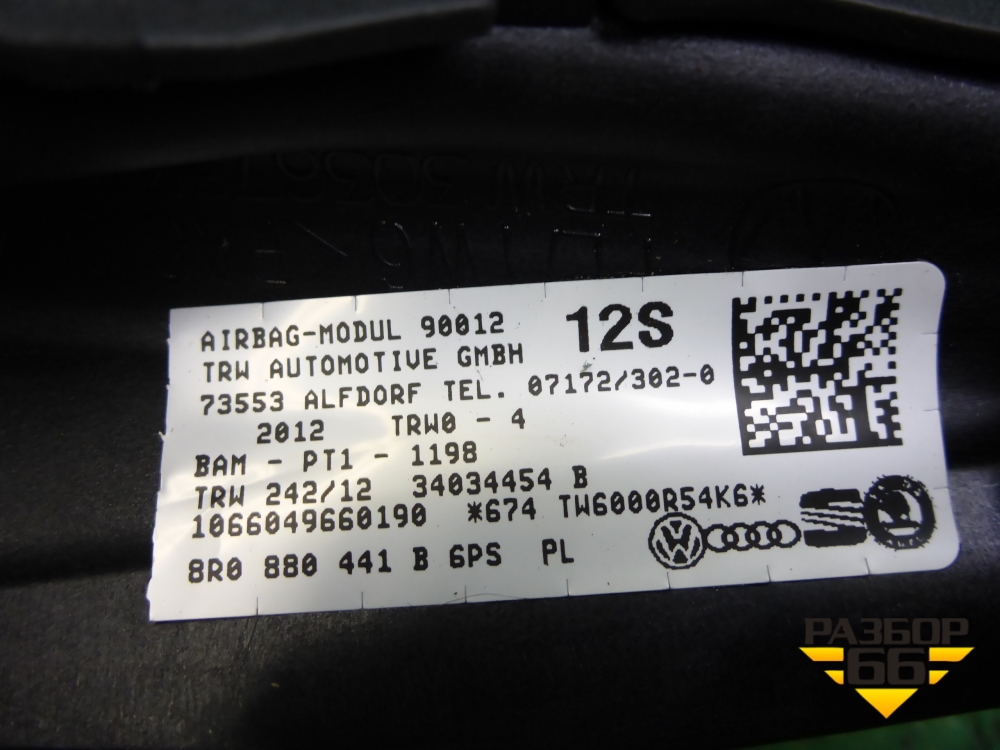 AIRBAG-MODUL 90012 12S
TRW AUTOMOTIVE GMBH
73553 ALFDORF TEL. 07172/302-0
2012 TRW0 - 4
BAM - PT1 - 1198
TRW 242/12 34034454 B
1066049660190 *674 TW6000R54K6*
8R0 880 441 B 6PS PL
РАЗБОР
66